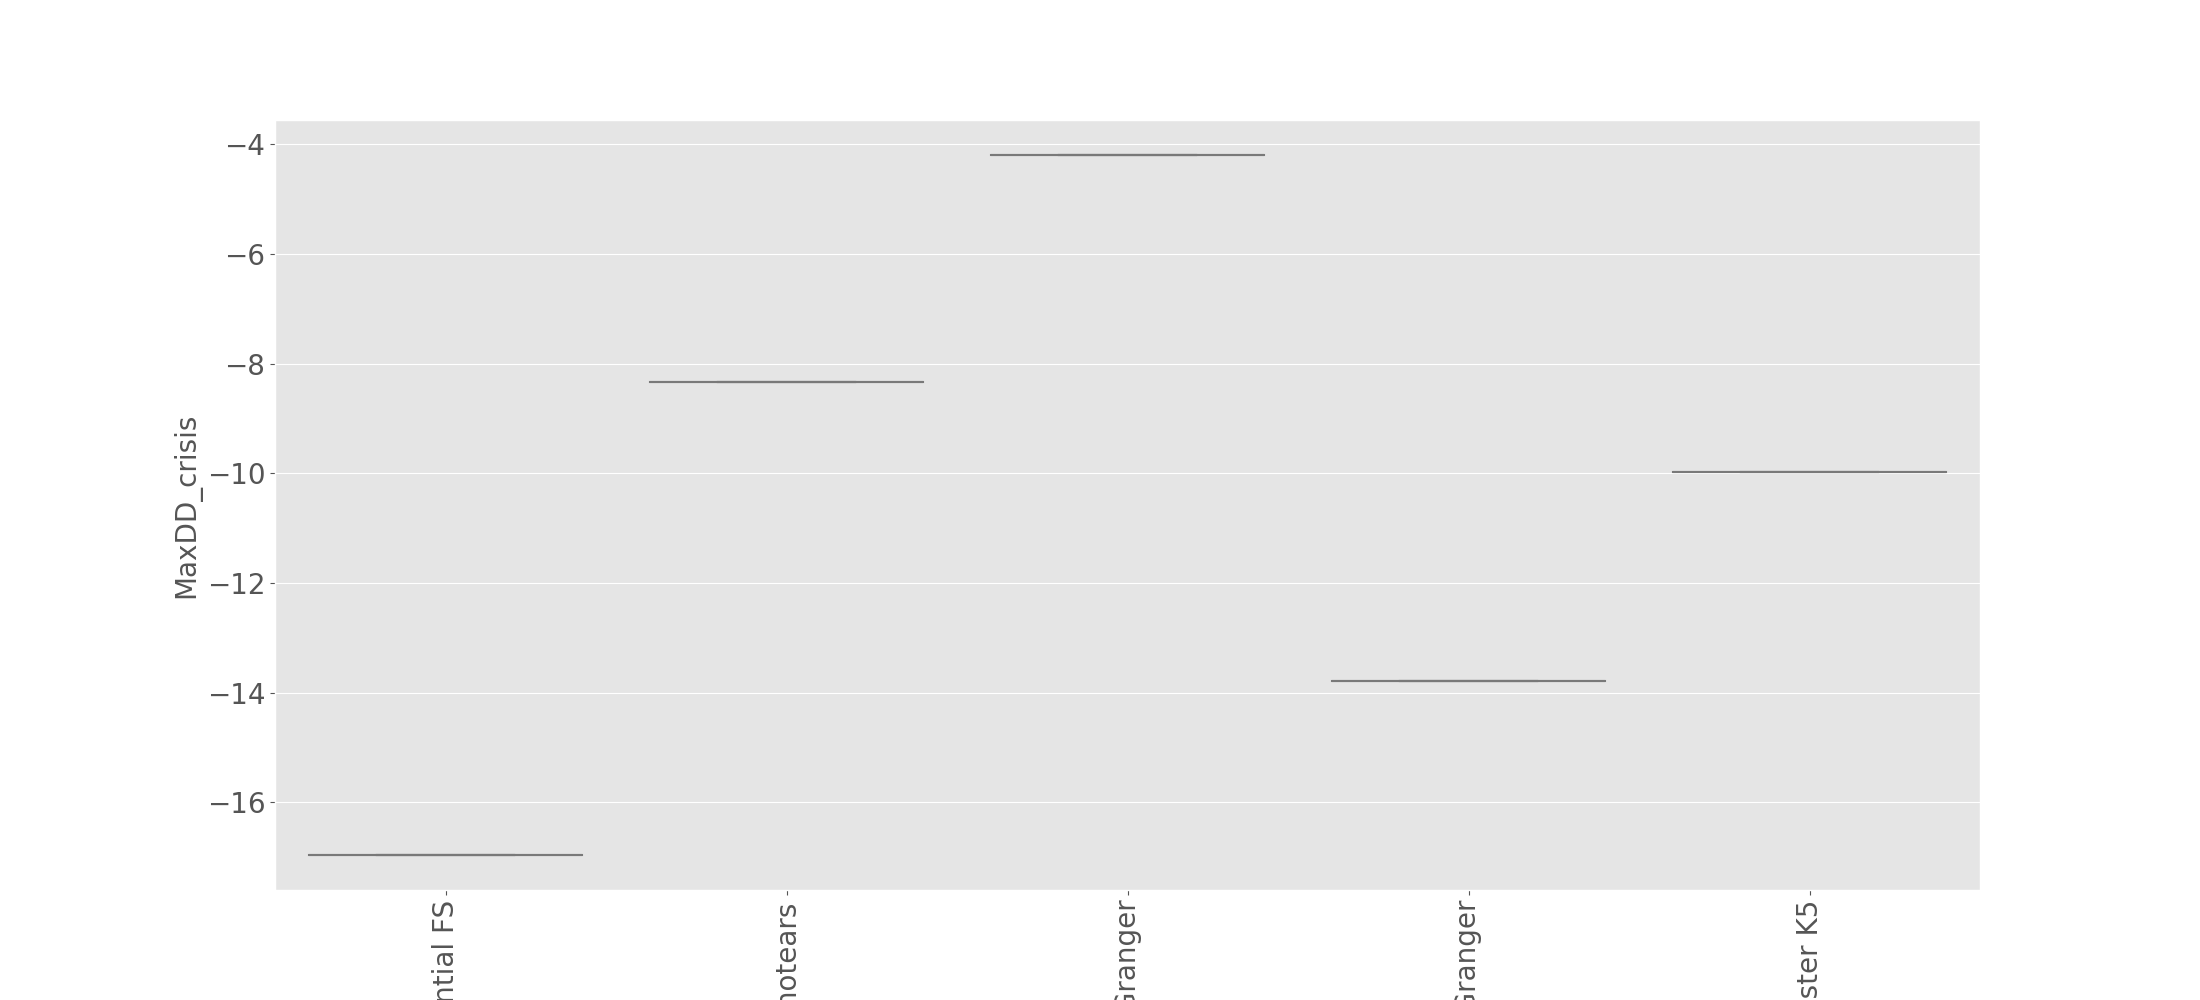 −4
−6
−8
−10
−12
−14
−16
MaxDD_crisis
ntial FS
notears
Granger
Granger
ster K5